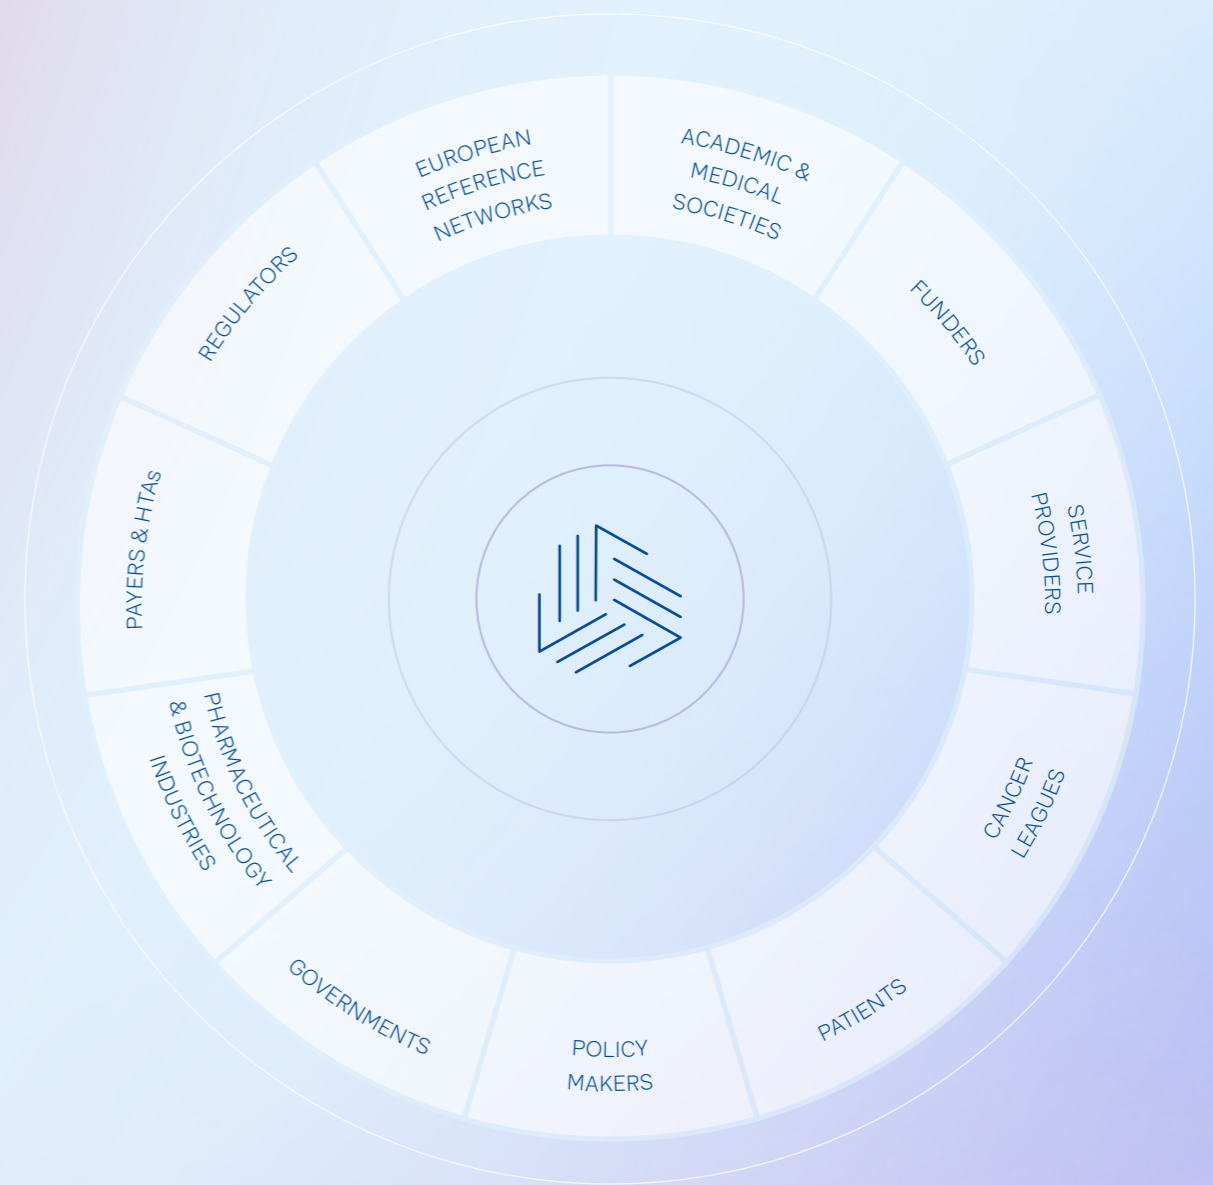 ACADEMIC &
MEDICAL
SOCIETIES
FUNDERS
SERVICE
PROVIDERS
CANCER
LEAGUES
PATIENTS
POLICY
MAKERS
GOVERNMENTS
PHARMACEUTICAL
& BIOTECHNOLOGY
INDUSTRIES
PAYERS & HTAs
REGULATORS
EUROPEAN
REFERENCE
NETWORKS